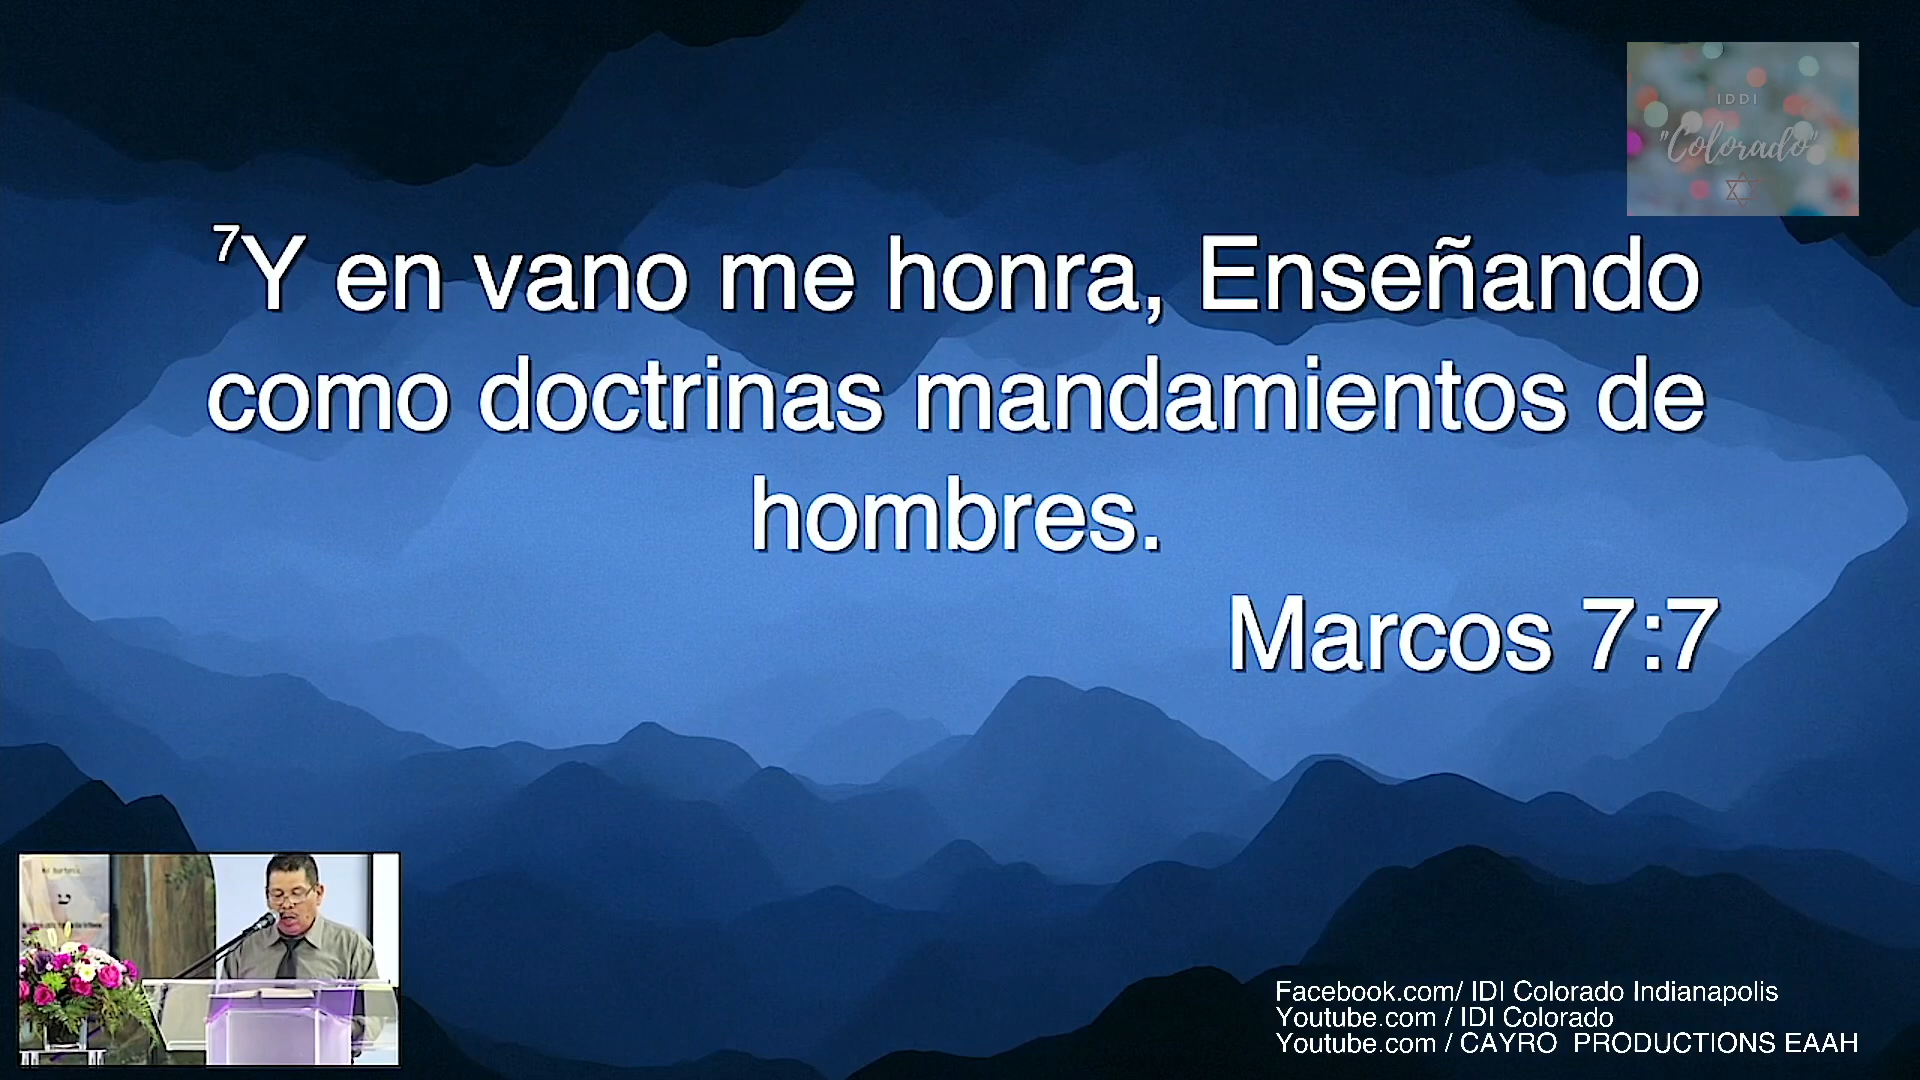 IDDI
"Colorado"
7Y en vano me honra, Enseñando
como doctrinas mandamientos de
hombres.
Marcos 7:7
Facebook.com/ IDI Colorado Indianapolis
Youtube.com / IDI Colorado
Youtube.com / CAYRO PRODUCTIONS EAAH